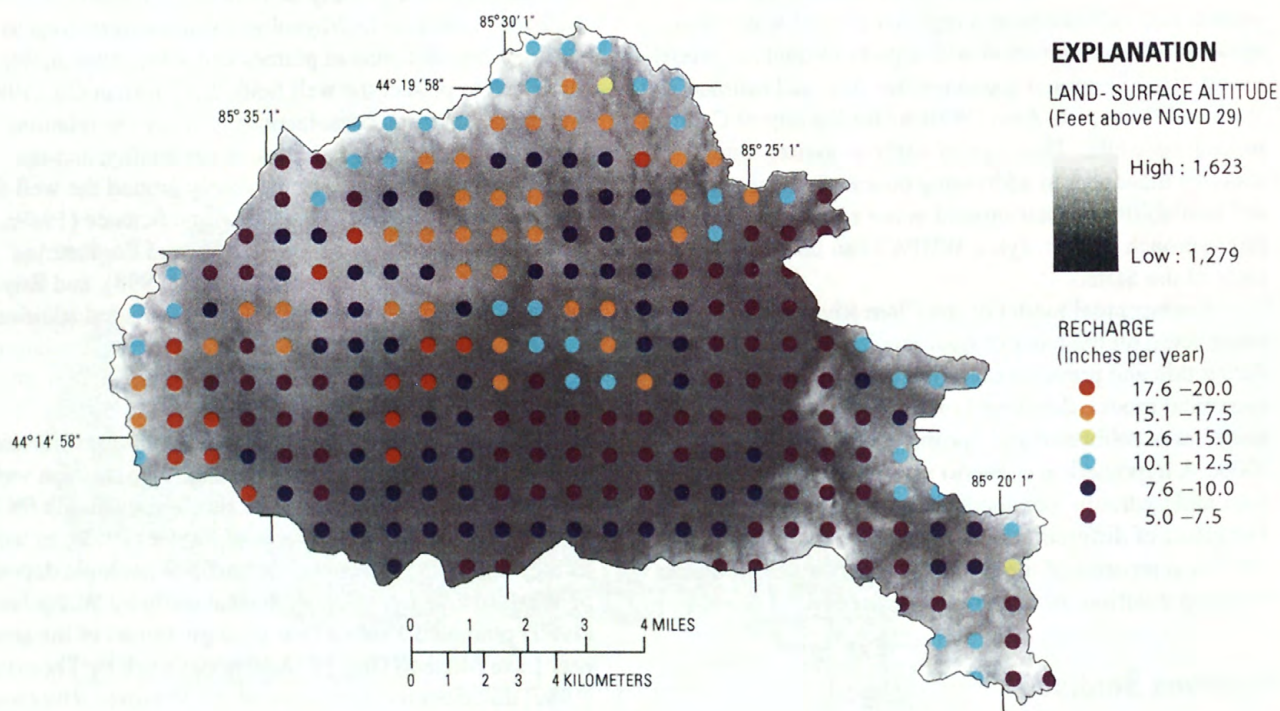 85°30'1"
44°19'58"
85°35'1"
85°25'1"
44°14'58"
85°20'1"
0 1 2 3 4 MILES
0 1 2 3 4 KILOMETERS
EXPLANATION
LAND-SURFACE ALTITUDE
(Feet above NGVD 29)
High : 1,623
Low : 1,279
RECHARGE
(Inches per year)
17.6 –20.0
15.1 –17.5
12.6 –15.0
10.1 –12.5
7.6 –10.0
5.0 –7.5